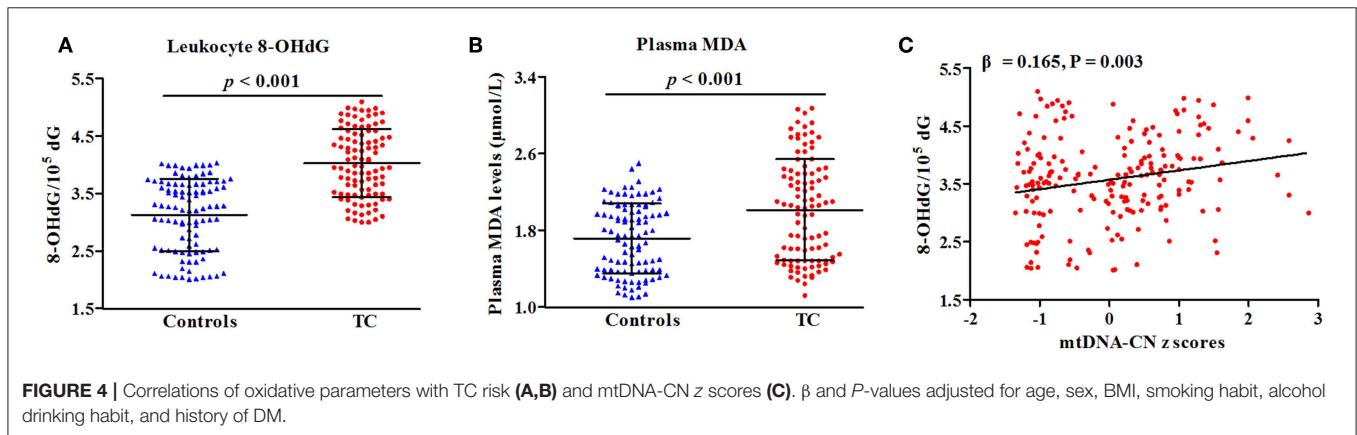 A
Leukocyte 8-OHdG
p < 0.001
8-OHdG/10⁵ dG
5.5
4.5
3.5
2.5
1.5
Controls
TC
B
Plasma MDA
p < 0.001
Plasma MDA levels (μmol/L)
3.4
2.6
1.8
1.0
Controls
TC
C
β = 0.165, P = 0.003
8-OHdG/10⁵ dG
5.5
4.5
3.5
2.5
1.5
-2 -1 0 1 2 3
mtDNA-CN z scores
FIGURE 4 | Correlations of oxidative parameters with TC risk (A,B) and mtDNA-CN z scores (C). β and P-values adjusted for age, sex, BMI, smoking habit, alcohol
drinking habit, and history of DM.